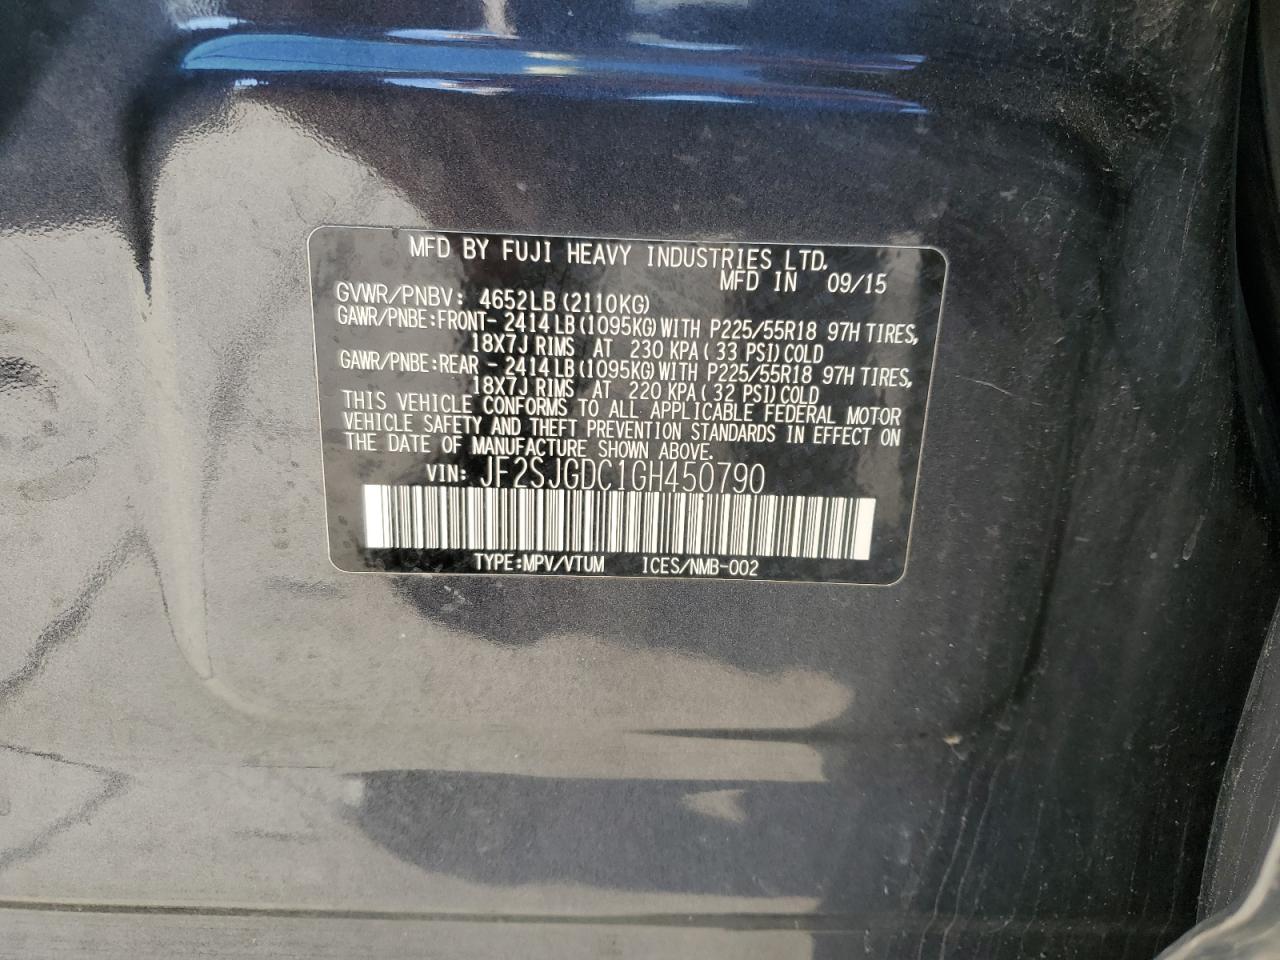 MFD BY FUJI HEAVY INDUSTRIES LTD.
MFD IN 09/15
GVWR/PNBV: 4652LB (2110KG)
GAWR/PNBE:FRONT- 2414LB (1095KG) WITH P225/55R18 97H TIRES,
18X7J RIMS AT 230 KPA ( 33 PSI) COLD
GAWR/PNBE:REAR - 2414LB (1095KG) WITH P225/55R18 97H TIRES,
18X7J RIMS AT 220 KPA ( 32 PSI) COLD
THIS VEHICLE CONFORMS TO ALL APPLICABLE FEDERAL MOTOR
VEHICLE SAFETY AND THEFT PREVENTION STANDARDS IN EFFECT ON
THE DATE OF MANUFACTURE SHOWN ABOVE.
VIN: JF2SJGDC1GH450790
TYPE:MPV/VTUM ICES/NMB-002